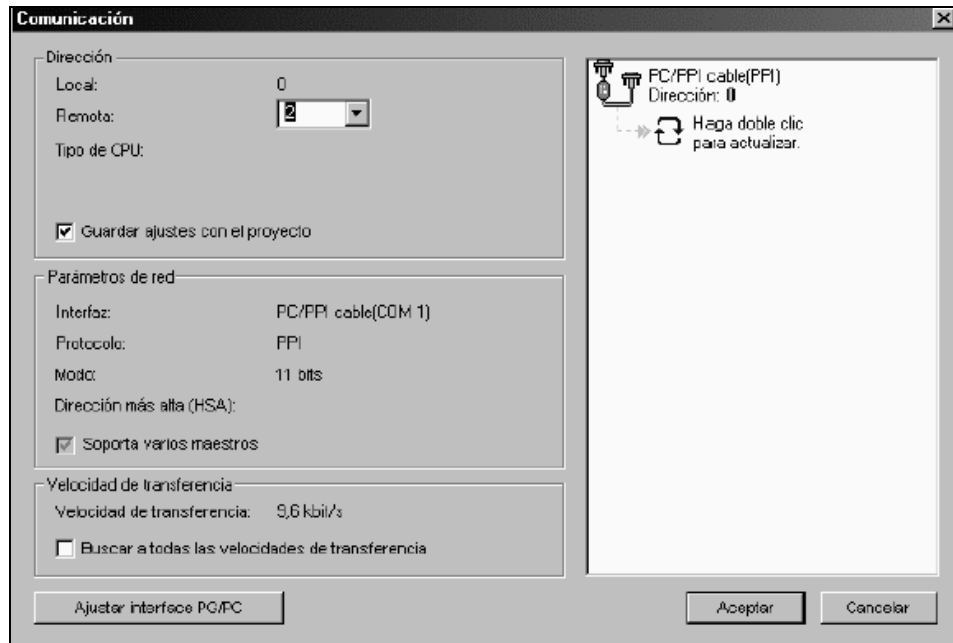 Comunicación
Dirección
Local: 0
Remota: 2
Tipo de CPU:
Guardar ajustes con el proyecto
Parámetros de red
Interfaz: PC/PPI cable(COM 1)
Protocolo: PPI
Modo: 11 bits
Dirección más alta (HSA):
Soporta varios maestros
Velocidad de transferencia
Velocidad de transferencia: 9,6 kbit/s
Buscar a todas las velocidades de transferencia
Ajustar interface PG/PC
PC/PPI cable(PPI)
Dirección: 0
Haga doble clic
para actualizar.
Aceptar
Cancelar